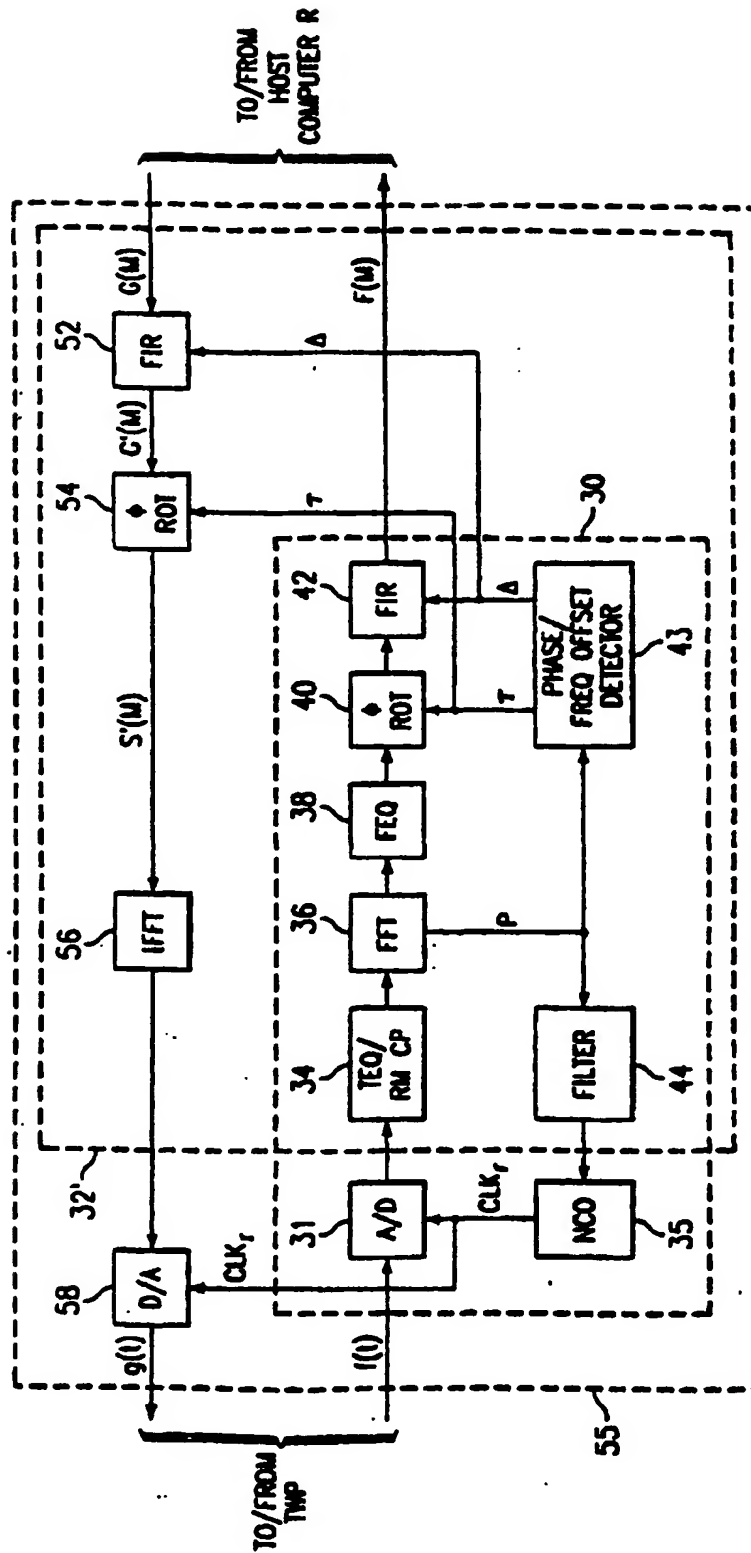 TO/FROM
HOST
COMPUTER R
G(M)
52
FIR
Δ
G'(M)
54
Φ
ROT
τ
S'(M)
56
IFFT
32'
58
D/A
CLKr
g(t)
TO/FROM
TWP
f(t)
F(M)
30
42
FIR
Δ
40
Φ
ROT
τ
38
FEQ
36
FFT
P
34
TEQ/
RM CP
31
A/D
CLKr
PHASE/
FREQ OFFSET
DETECTOR
43
FILTER
44
NCO
35
55